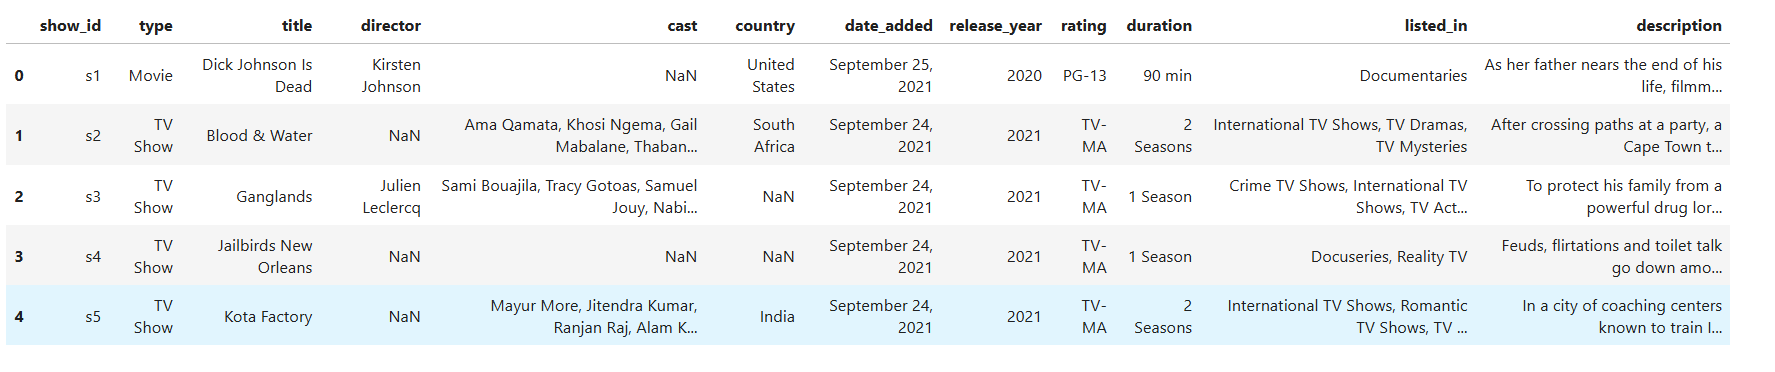 show_id type title director cast country date_added release_year rating duration listed_in description
0 s1 Movie Dick Johnson Is Dead Kirsten Johnson NaN United States September 25, 2021 2020 PG-13 90 min Documentaries As her father nears the end of his life, filmm...
1 s2 TV Show Blood & Water NaN Ama Qamata, Khosi Ngema, Gail Mabalane, Thaban... South Africa September 24, 2021 2021 TV-MA 2 Seasons International TV Shows, TV Dramas, TV Mysteries After crossing paths at a party, a Cape Town t...
2 s3 TV Show Ganglands Julien Leclercq Sami Bouajila, Tracy Gotoas, Samuel Jouy, Nabi... NaN September 24, 2021 2021 TV-MA 1 Season Crime TV Shows, International TV Shows, TV Act... To protect his family from a powerful drug lor...
3 s4 TV Show Jailbirds New Orleans NaN NaN NaN September 24, 2021 2021 TV-MA 1 Season Docuseries, Reality TV Feuds, flirtations and toilet talk go down amo...
4 s5 TV Show Kota Factory NaN Mayur More, Jitendra Kumar, Ranjan Raj, Alam K... India September 24, 2021 2021 TV-MA 2 Seasons International TV Shows, Romantic TV Shows, TV ... In a city of coaching centers known to train I...